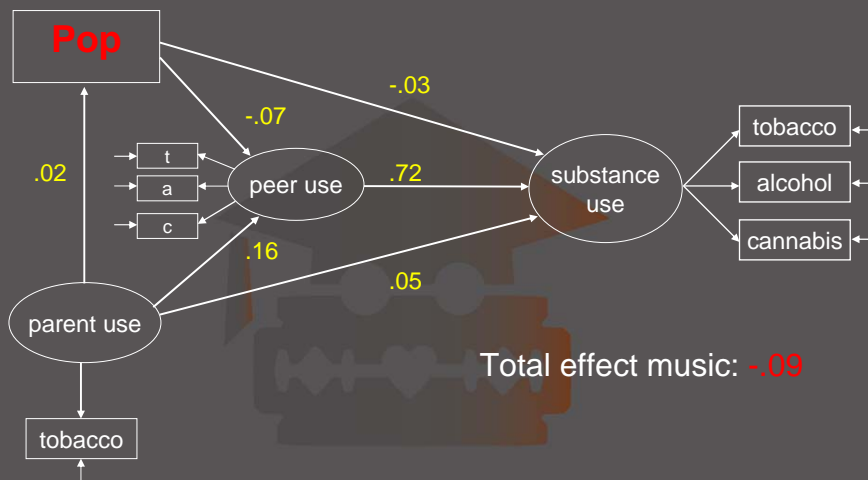 Pop
-.03
-.07
tobacco
t
.02
peer use
.72
substance
use
a
alcohol
c
cannabis
.16
.05
parent use
Total effect music: -.09
tobacco